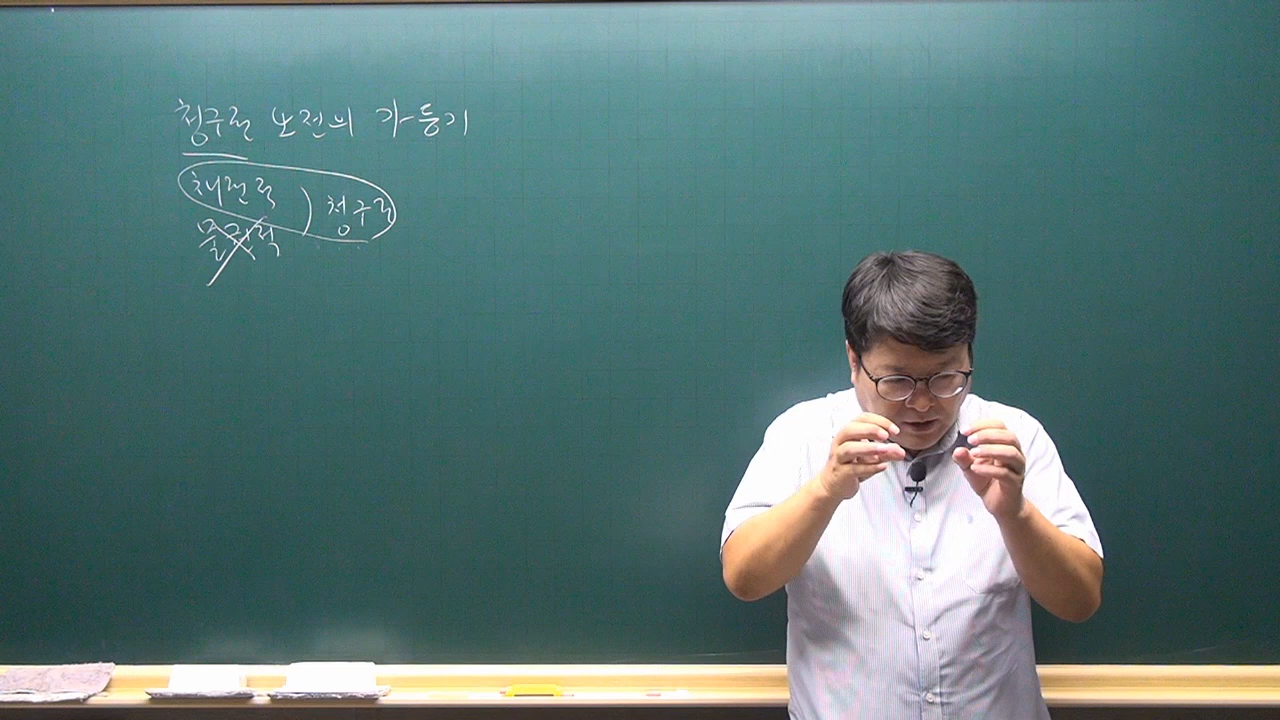 청구권 보전의 가등기
채권적 ) 청구권
물권적